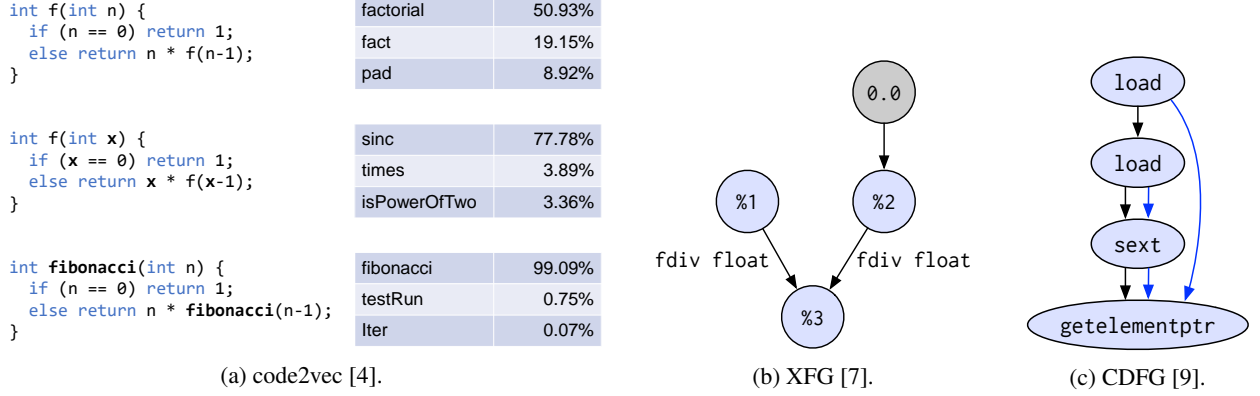 int f(int n) {
if (n == 0) return 1;
else return n * f(n-1);
}
factorial 50.93%
fact 19.15%
pad 8.92%
int f(int x) {
if (x == 0) return 1;
else return x * f(x-1);
}
sinc 77.78%
times 3.89%
isPowerOfTwo 3.36%
int fibonacci(int n) {
if (n == 0) return 1;
else return n * fibonacci(n-1);
}
fibonacci 99.09%
testRun 0.75%
Iter 0.07%
(a) code2vec [4].
0.0
%1 %2
fdiv float fdiv float
%3
(b) XFG [7].
load
load
sext
getelementptr
(c) CDFG [9].